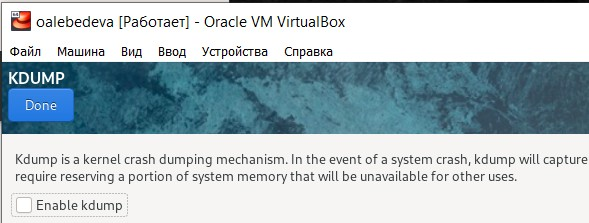 oalebedeva [Работает] - Oracle VM VirtualBox
Файл Машина Вид Ввод Устройства Справка
KDUMP
Done
Kdump is a kernel crash dumping mechanism. In the event of a system crash, kdump will capture
require reserving a portion of system memory that will be unavailable for other uses.
Enable kdump